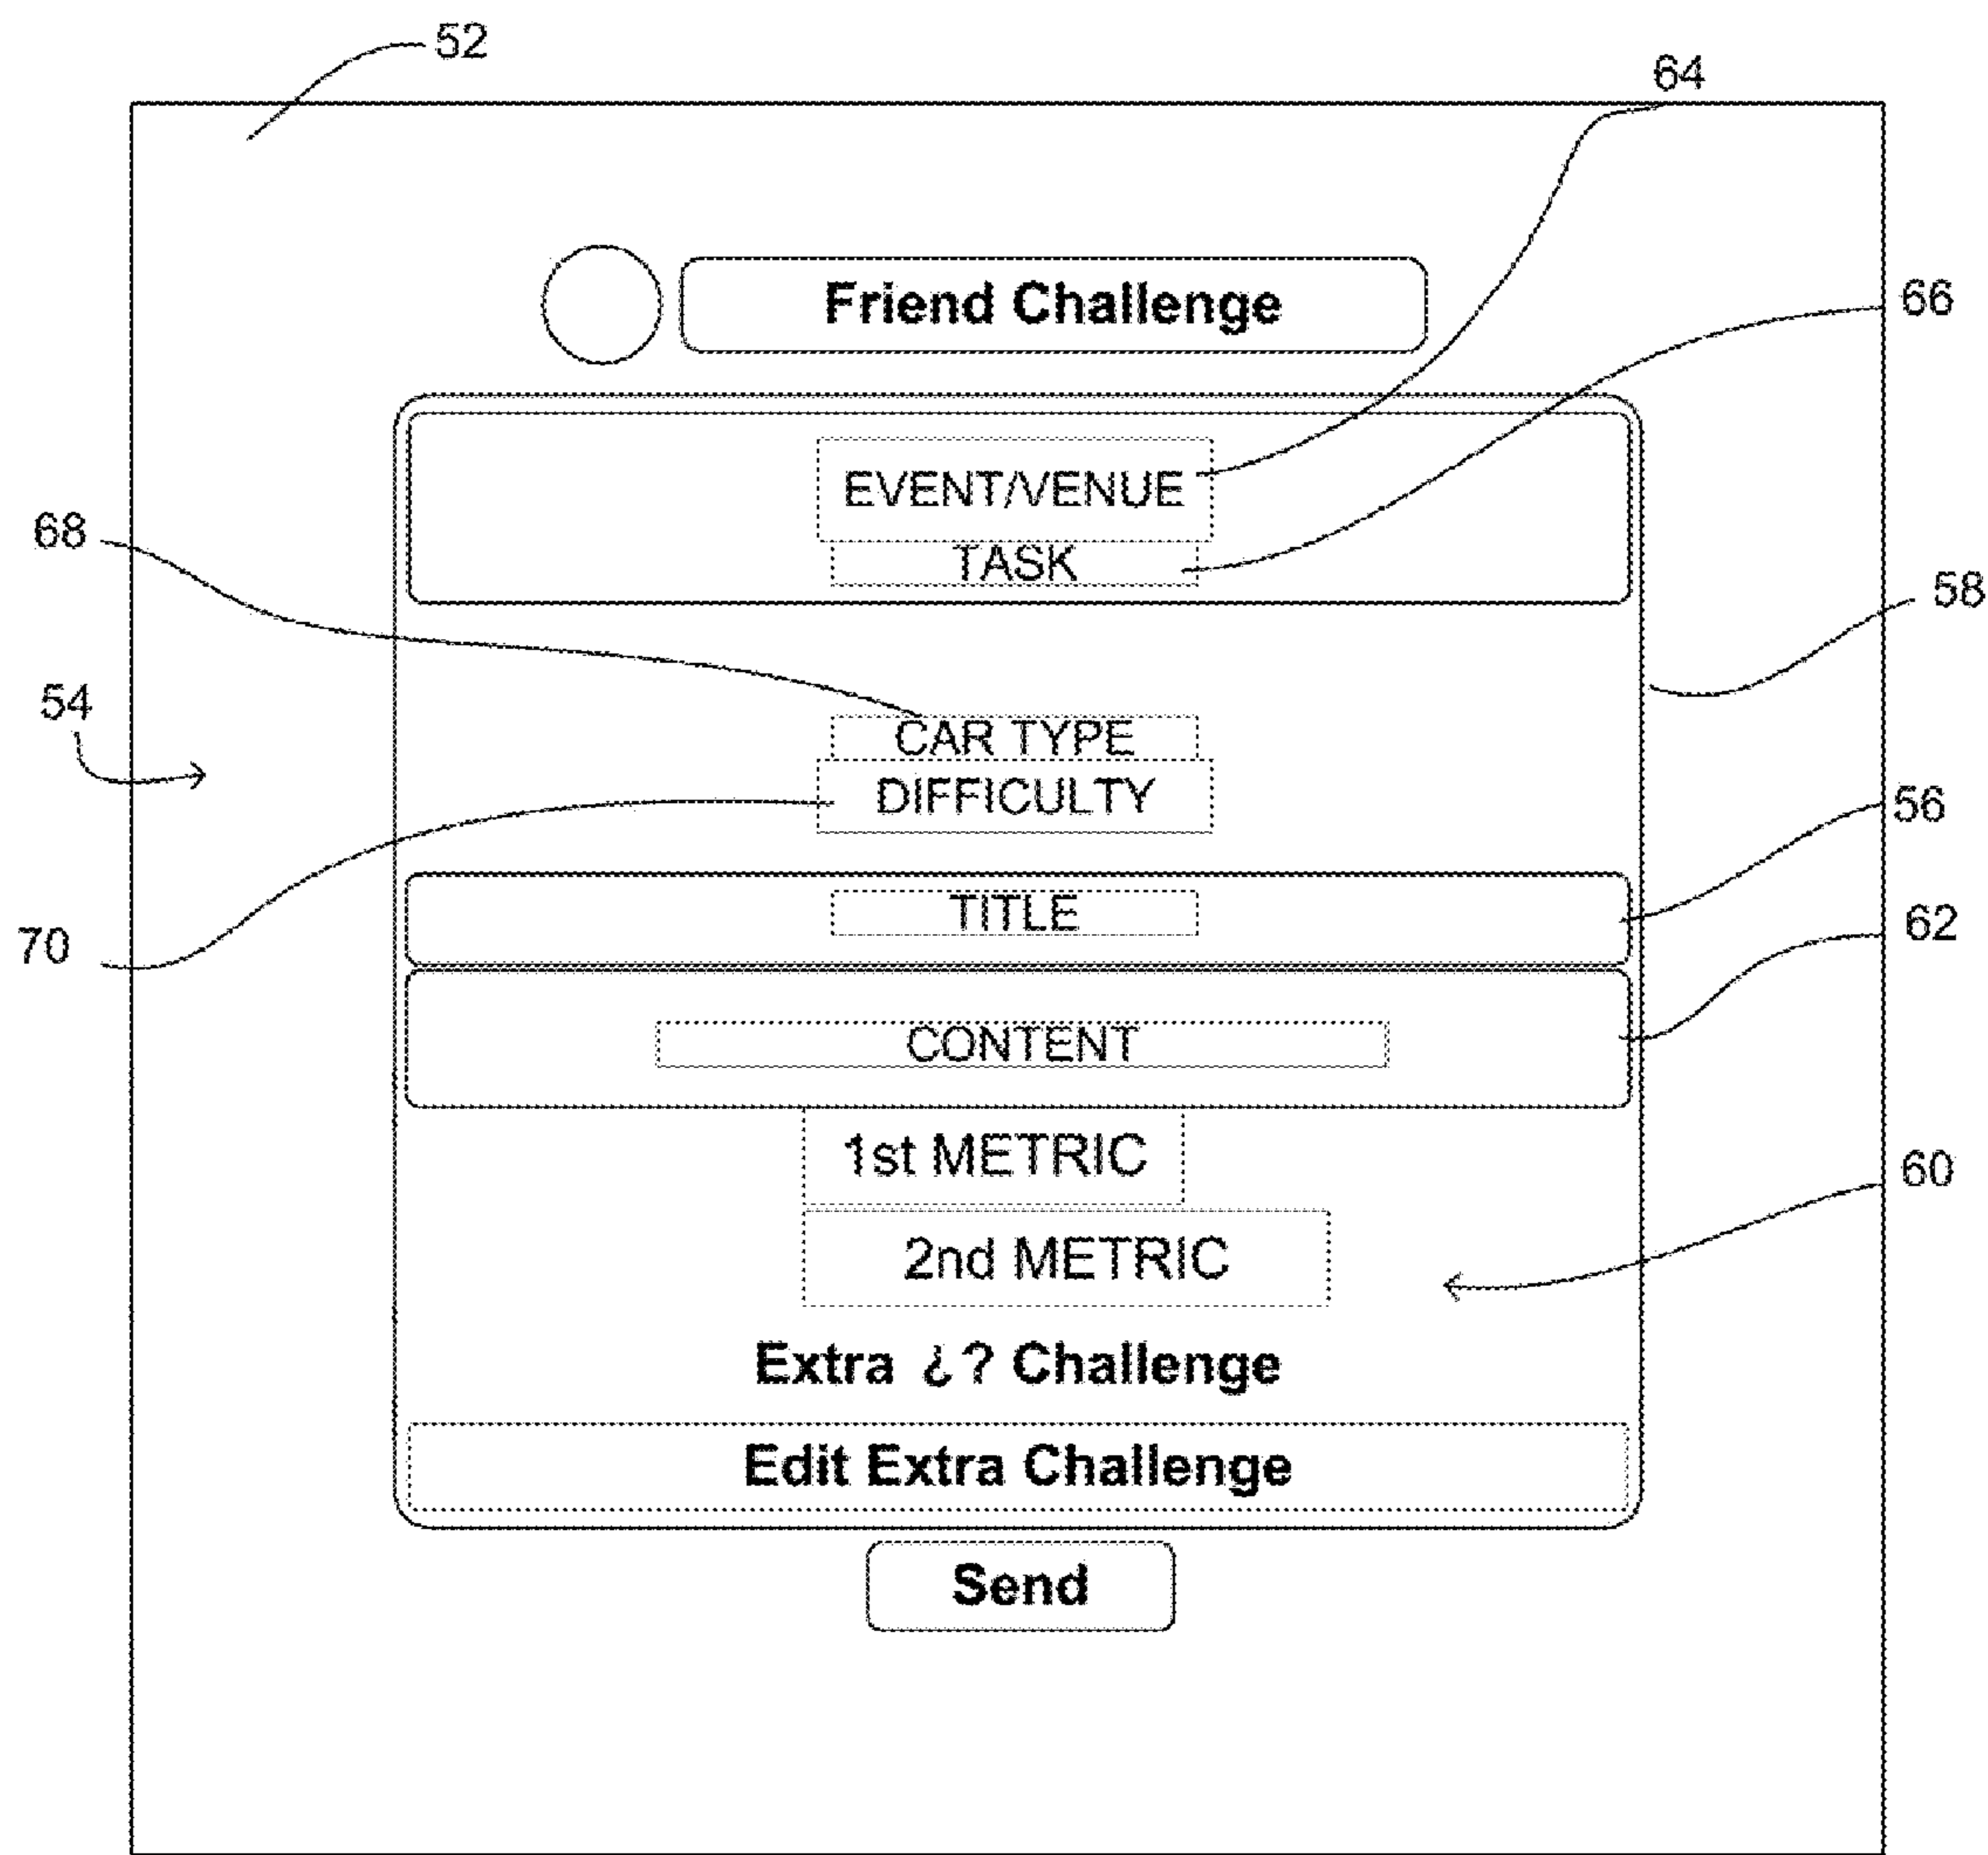 52
64
Friend Challenge
66
EVENT/VENUE
68
TASK
58
54
CAR TYPE
DIFFICULTY
56
TITLE
62
70
CONTENT
1st METRIC
60
2nd METRIC
Extra ¿? Challenge
Edit Extra Challenge
Send